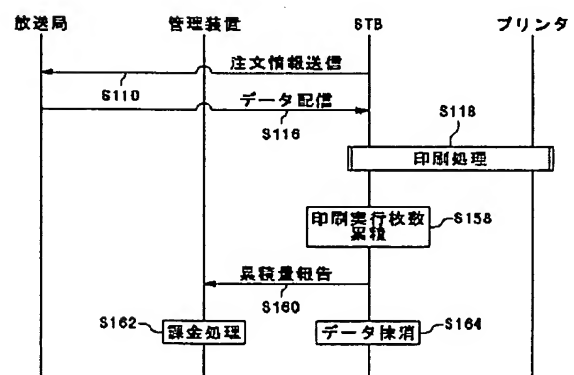 放送局 管理装置 STB プリンタ
注文情報送信
S110
データ配信
S116
S118
印刷処理
印刷実行枚数
累積
S158
累積量報告
S160
S162
課金処理
データ抹消
S164